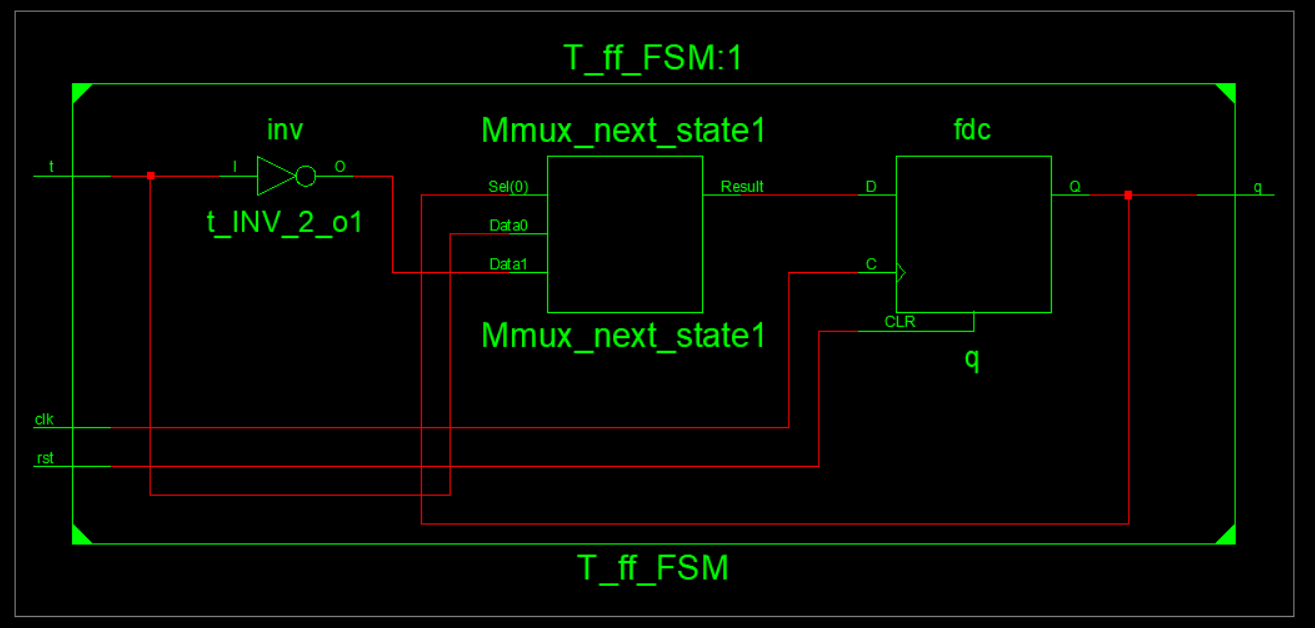 T_ff_FSM:1
inv
Mmux_next_state1
fdc
t
I
O
Sel(0)
Result
D
Q
q
t_INV_2_o1
Data0
Data1
C
CLR
Mmux_next_state1
q
clk
rst
T_ff_FSM